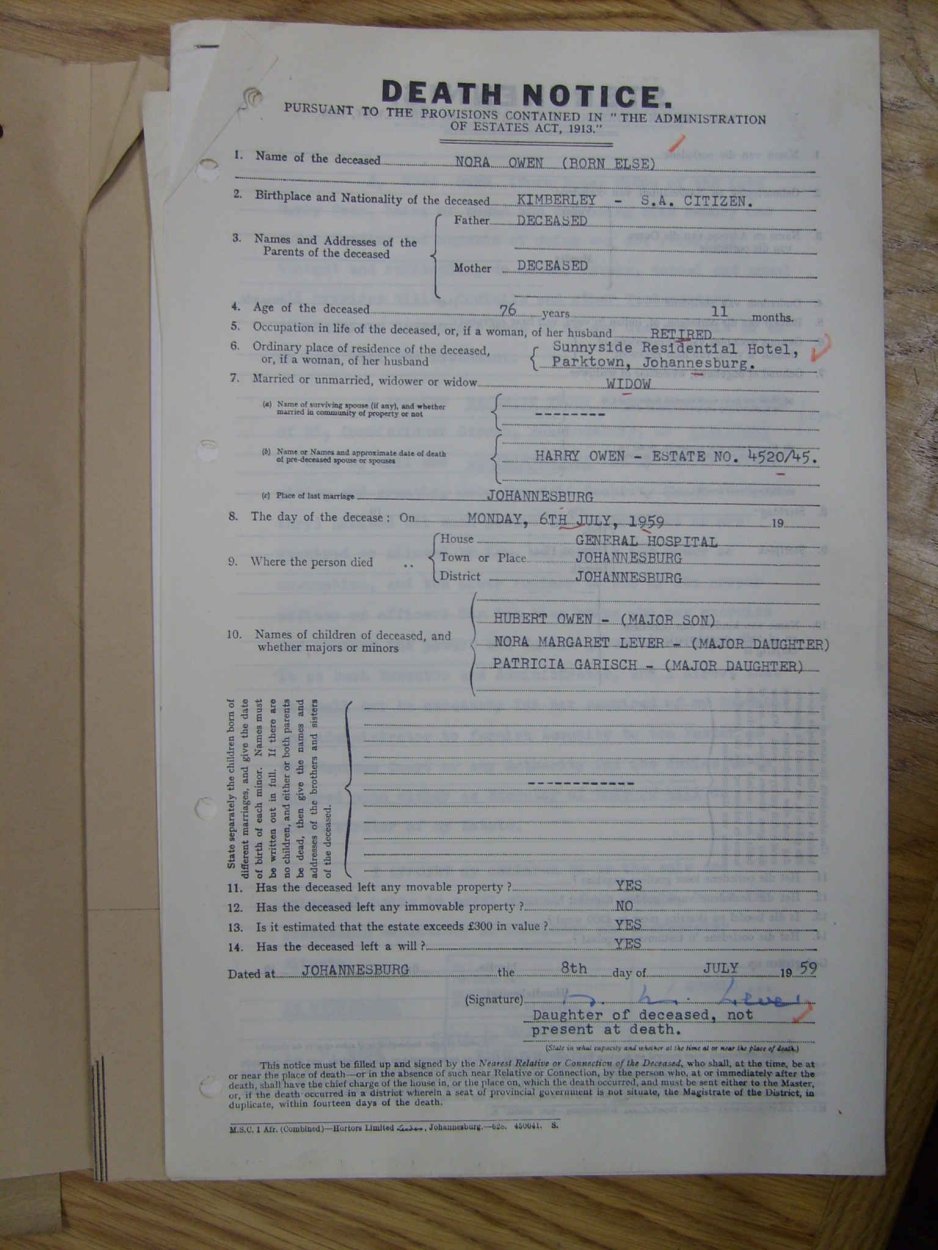 DEATH NOTICE.
PURSUANT TO THE PROVISIONS CONTAINED IN "THE ADMINISTRATION
OF ESTATES ACT, 1913."
1. Name of the deceased NORA OWEN (BORN ELSE)
2. Birthplace and Nationality of the deceased KIMBERLEY - S.A. CITIZEN.
3. Names and Addresses of the Parents of the deceased
Father DECEASED
Mother DECEASED
4. Age of the deceased 76 years 11 months.
5. Occupation in life of the deceased, or, if a woman, of her husband RETIRED
6. Ordinary place of residence of the deceased, or, if a woman, of her husband
Sunnyside Residential Hotel,
Parktown, Johannesburg.
7. Married or unmarried, widower or widow WIDOW
(a) Name of surviving spouse (if any), and whether
married in community of property or not --------
(b) Name or Names and approximate date of death
of pre-deceased spouse or spouses HARRY OWEN - ESTATE NO. 4520/45.
(c) Place of last marriage JOHANNESBURG
8. The day of the decease: On MONDAY, 6TH JULY, 1959 19
9. Where the person died ..
House GENERAL HOSPITAL
Town or Place JOHANNESBURG
District JOHANNESBURG
10. Names of children of deceased, and
whether majors or minors
HUBERT OWEN - (MAJOR SON)
NORA MARGARET LEVER - (MAJOR DAUGHTER)
PATRICIA GARISCH - (MAJOR DAUGHTER)
State separately the children born of
different marriages, and give the date
of birth of each minor. Names must
be written out in full. If there are
no children, and either or both parents
be dead, then give the names and
addresses of the brothers and sisters
of the deceased.
------------
11. Has the deceased left any movable property? YES
12. Has the deceased left any immovable property? NO
13. Is it estimated that the estate exceeds £300 in value? YES
14. Has the deceased left a will? YES
Dated at JOHANNESBURG the 8th day of JULY 1959
(Signature) N. M. Lever
Daughter of deceased, not
present at death.
(State in what capacity and whether at the time at or near the place of death.)
This notice must be filled up and signed by the Nearest Relative or Connection of the Deceased, who shall, at the time, be at
or near the place of death—or in the absence of such near Relative or Connection, by the person who, at or immediately after the
death, shall have the chief charge of the house in, or the place on, which the death occurred, and must be sent either to the Master,
or, if the death occurred in a district wherein a seat of provincial government is not situate, the Magistrate of the District, in
duplicate, within fourteen days of the death.
M.S.C. 1 Afr. (Combined)—Hortors Limited Johannesburg. 450041. S.